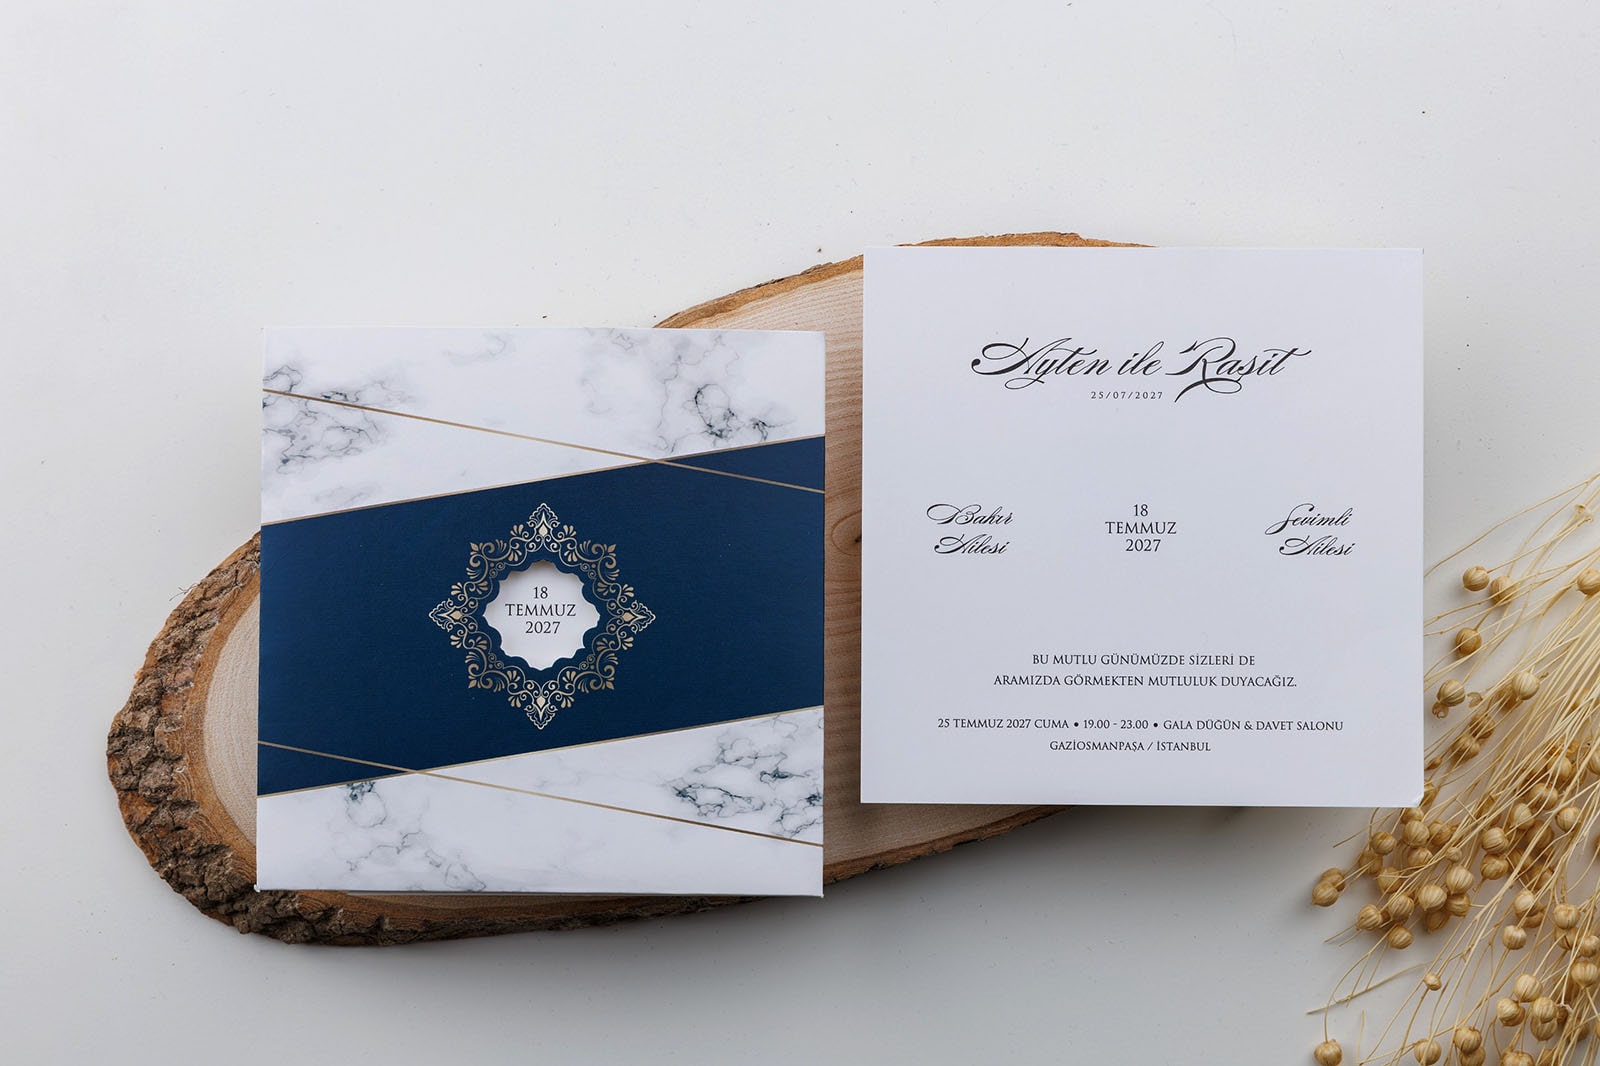 18
TEMMUZ
2027
Ayten ile Raşit
25/07/2027
Bakır
Ailesi
18
TEMMUZ
2027
Sevimli
Ailesi
BU MUTLU GÜNÜMÜZDE SİZLERİ DE
ARAMIZDA GÖRMEKTEN MUTLULUK DUYACAĞIZ.
25 TEMMUZ 2027 CUMA • 19.00 - 23.00 • GALA DÜĞÜN & DAVET SALONU
GAZİOSMANPAŞA / İSTANBUL